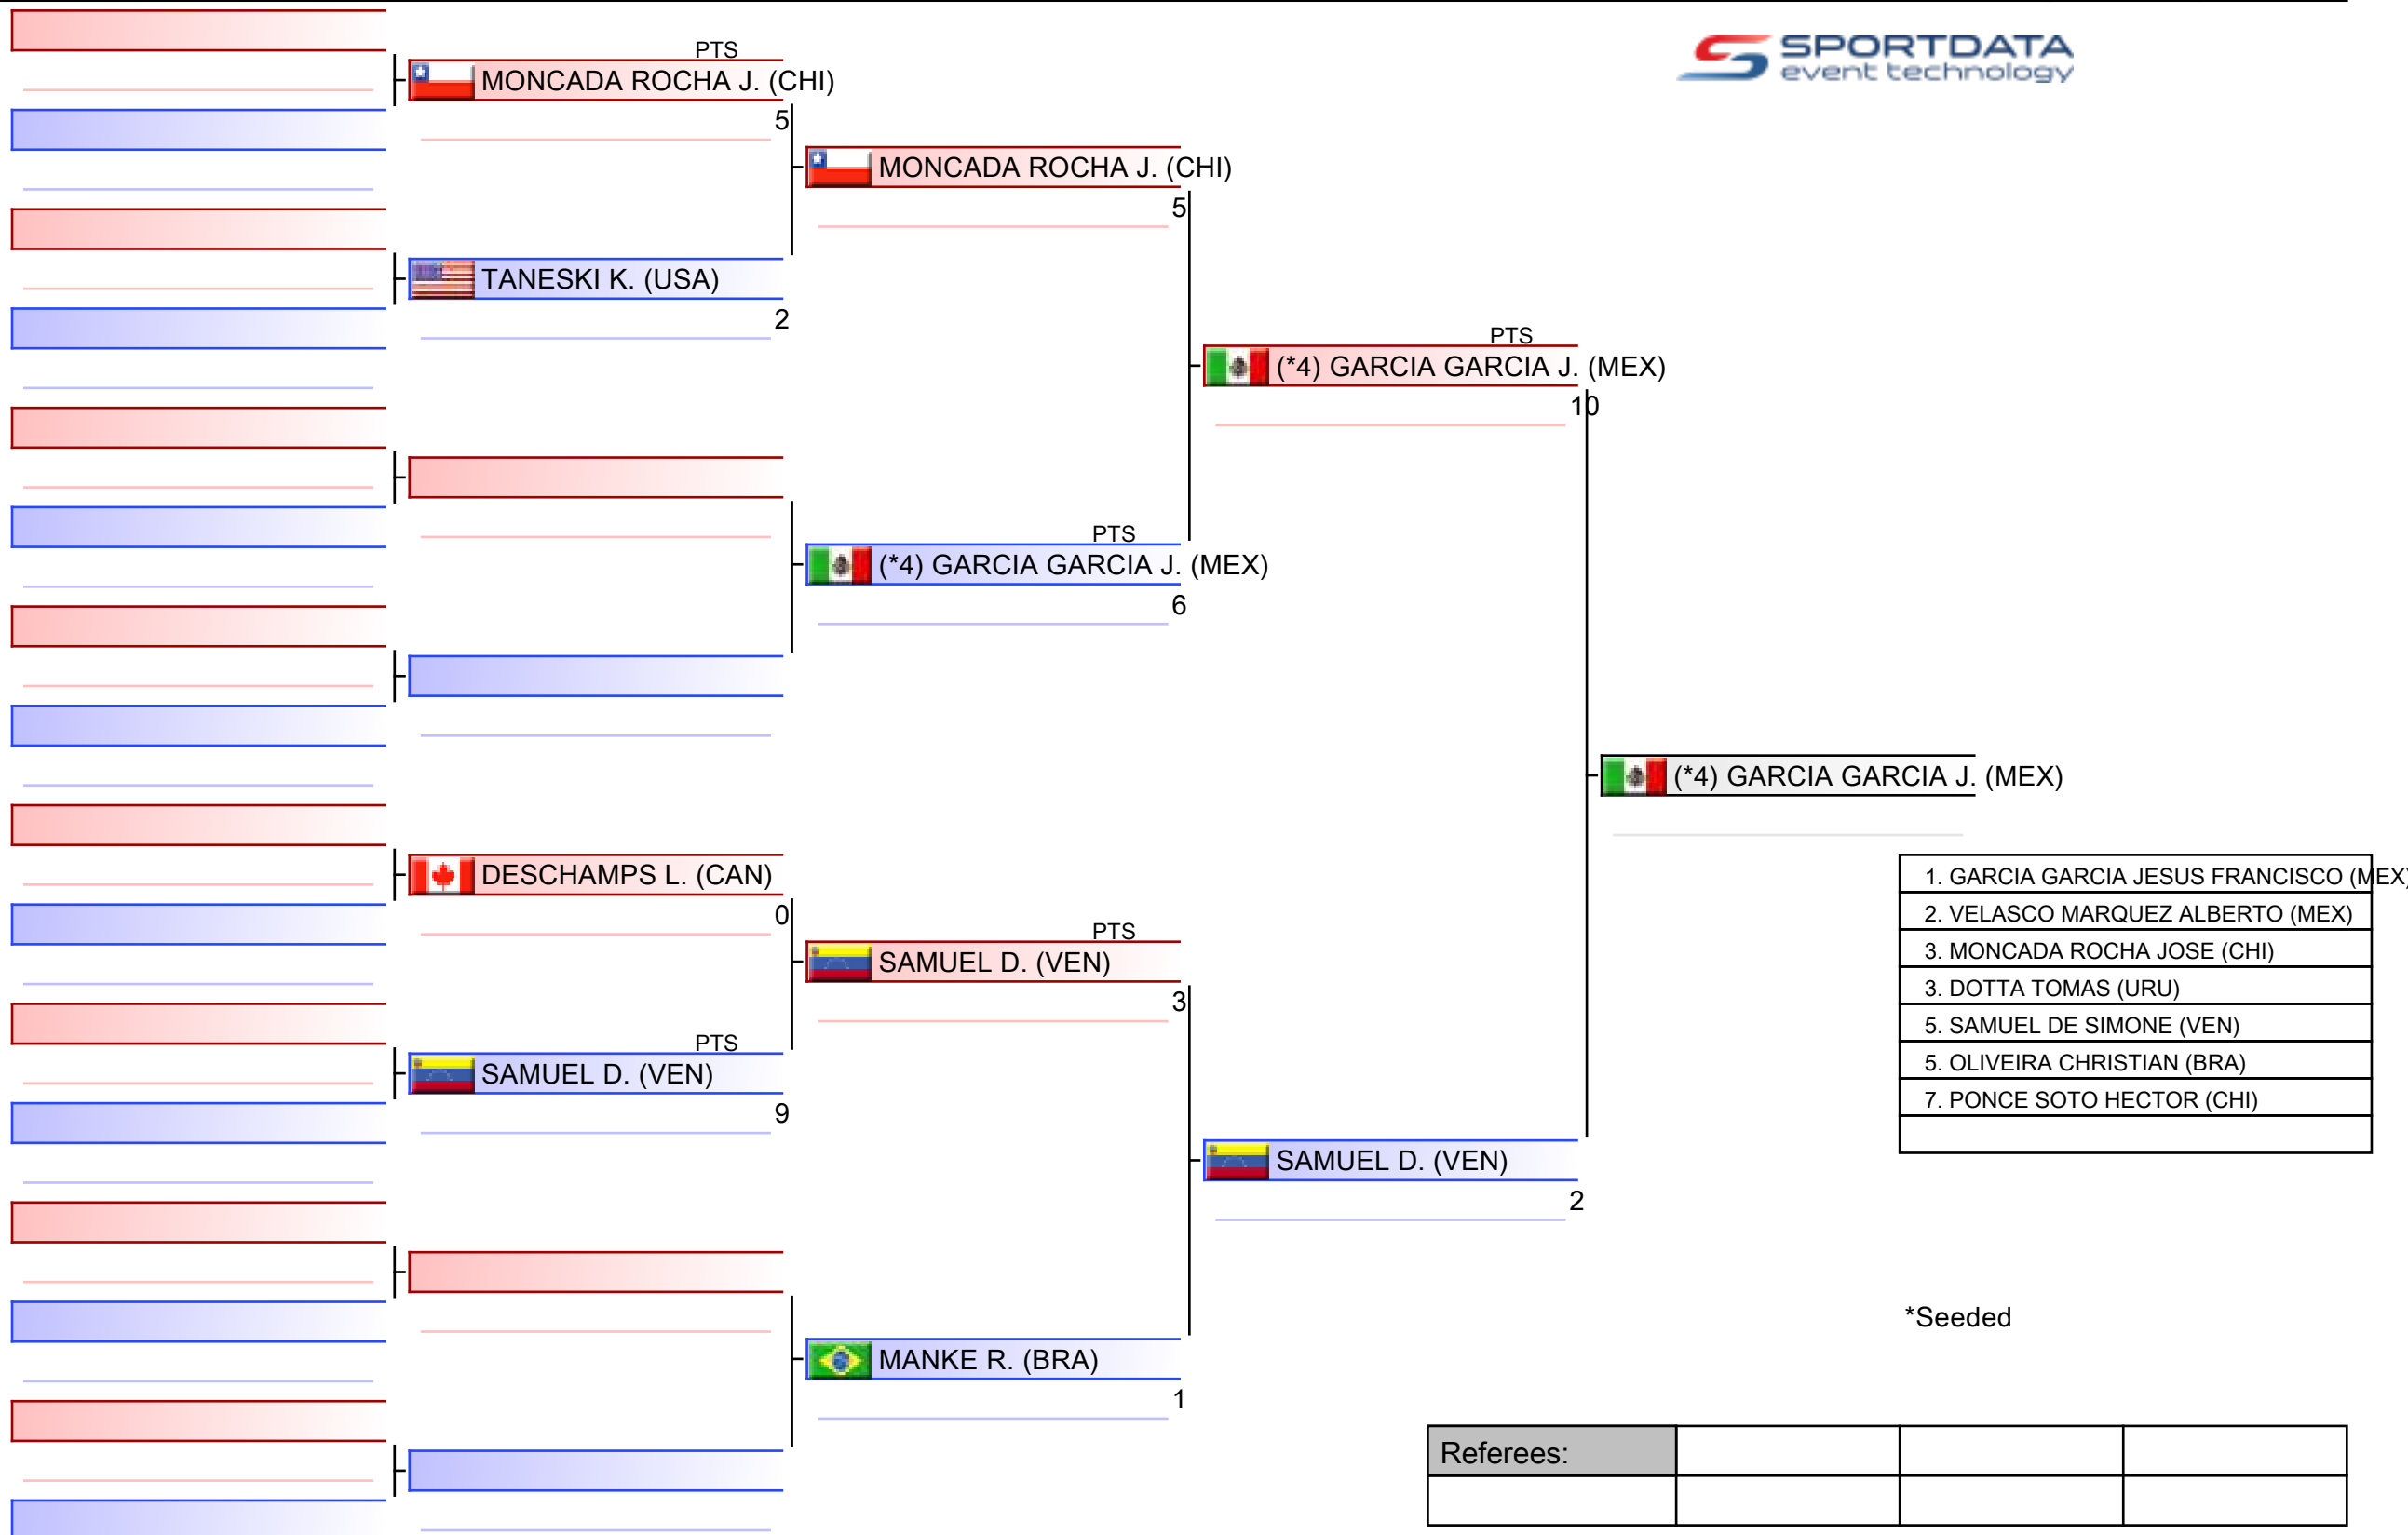 SPORTDATA
event technology
PTS
MONCADA ROCHA J. (CHI)
5
MONCADA ROCHA J. (CHI)
5
TANESKI K. (USA)
2
PTS
(*4) GARCIA GARCIA J. (MEX)
10
PTS
(*4) GARCIA GARCIA J. (MEX)
6
(*4) GARCIA GARCIA J. (MEX)
DESCHAMPS L. (CAN)
0
PTS
SAMUEL D. (VEN)
3
PTS
SAMUEL D. (VEN)
9
SAMUEL D. (VEN)
2
MANKE R. (BRA)
1
1. GARCIA GARCIA JESUS FRANCISCO (MEX)
2. VELASCO MARQUEZ ALBERTO (MEX)
3. MONCADA ROCHA JOSE (CHI)
3. DOTTA TOMAS (URU)
5. SAMUEL DE SIMONE (VEN)
5. OLIVEIRA CHRISTIAN (BRA)
7. PONCE SOTO HECTOR (CHI)
*Seeded
Referees: